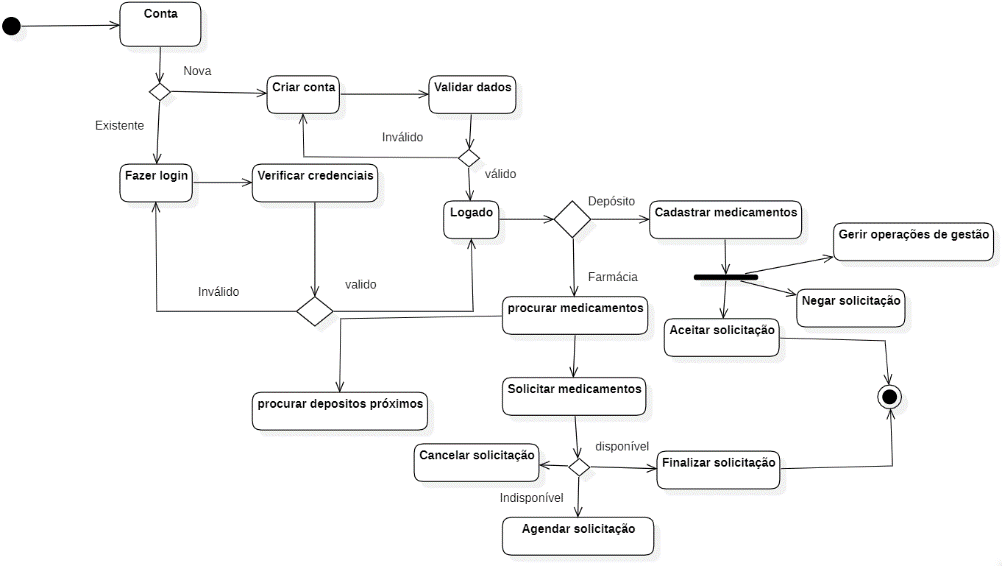 Conta
Nova
Criar conta
Validar dados
Existente
Inválido
Fazer login
Verificar credenciais
válido
Logado
Depósito
Cadastrar medicamentos
Gerir operações de gestão
Inválido
valido
Farmácia
procurar medicamentos
Negar solicitação
Aceitar solicitação
procurar depositos próximos
Solicitar medicamentos
disponível
Cancelar solicitação
Finalizar solicitação
Indisponível
Agendar solicitação